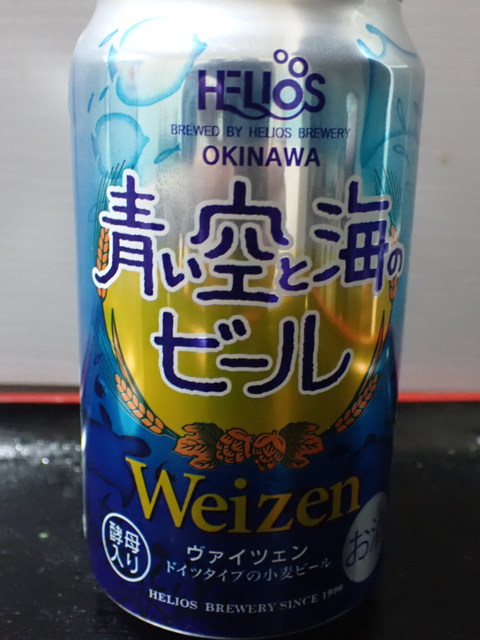 HELIOS
BREWED BY HELIOS BREWERY
OKINAWA
青い空と海の
ビール
Weizen
酵母
入り
ヴァイツェン
ドイツタイプの小麦ビール
お酒
HELIOS BREWERY SINCE